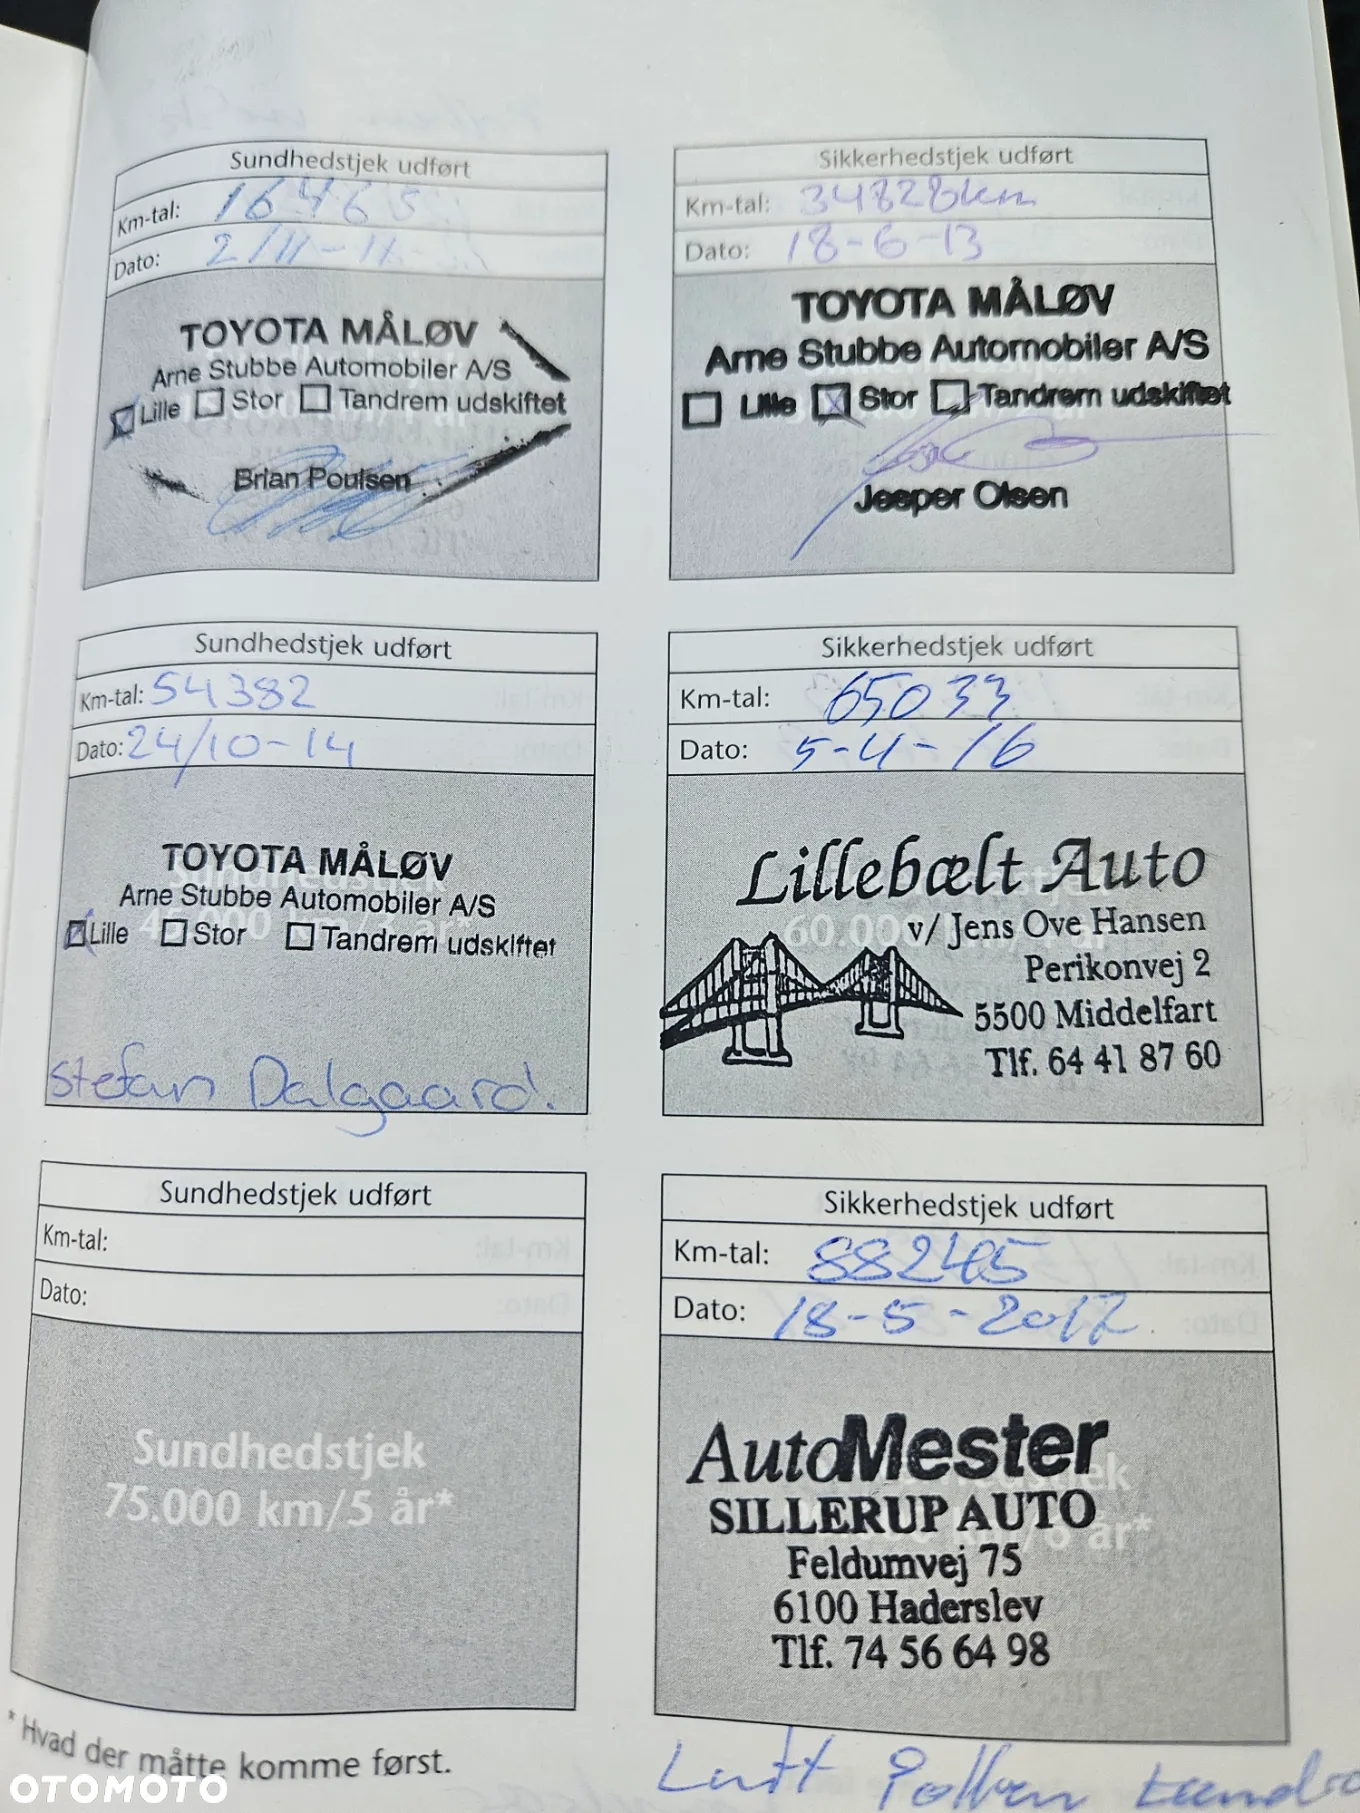 Sundhedstjek udført
Km-tal: 16465
Dato: 2/11-11
TOYOTA MÅLØV
Arne Stubbe Automobiler A/S
Lille Stor Tandrem udskiftet
Brian Poulsen
Sikkerhedstjek udført
Km-tal: 34828km
Dato: 18-6-13
TOYOTA MÅLØV
Arne Stubbe Automobiler A/S
Lille Stor Tandrem udskiftet
Jesper Olsen
Sundhedstjek udført
Km-tal: 54382
Dato: 24/10-14
TOYOTA MÅLØV
Arne Stubbe Automobiler A/S
Lille Stor Tandrem udskiftet
Stefan Dalgaard.
Sikkerhedstjek udført
Km-tal: 65033
Dato: 5-4-16
Lillebælt Auto
v/ Jens Ove Hansen
Perikonvej 2
5500 Middelfart
Tlf. 64 41 87 60
60.000
Sundhedstjek udført
Km-tal:
Dato:
Sundhedstjek
75.000 km/5 år*
Sikkerhedstjek udført
Km-tal: 88245
Dato: 18-5-2017
AutoMester
SILLERUP AUTO
Feldumvej 75
6100 Haderslev
Tlf. 74 56 64 98
* Hvad der måtte komme først.
Luft Pollen
OTOMOTO